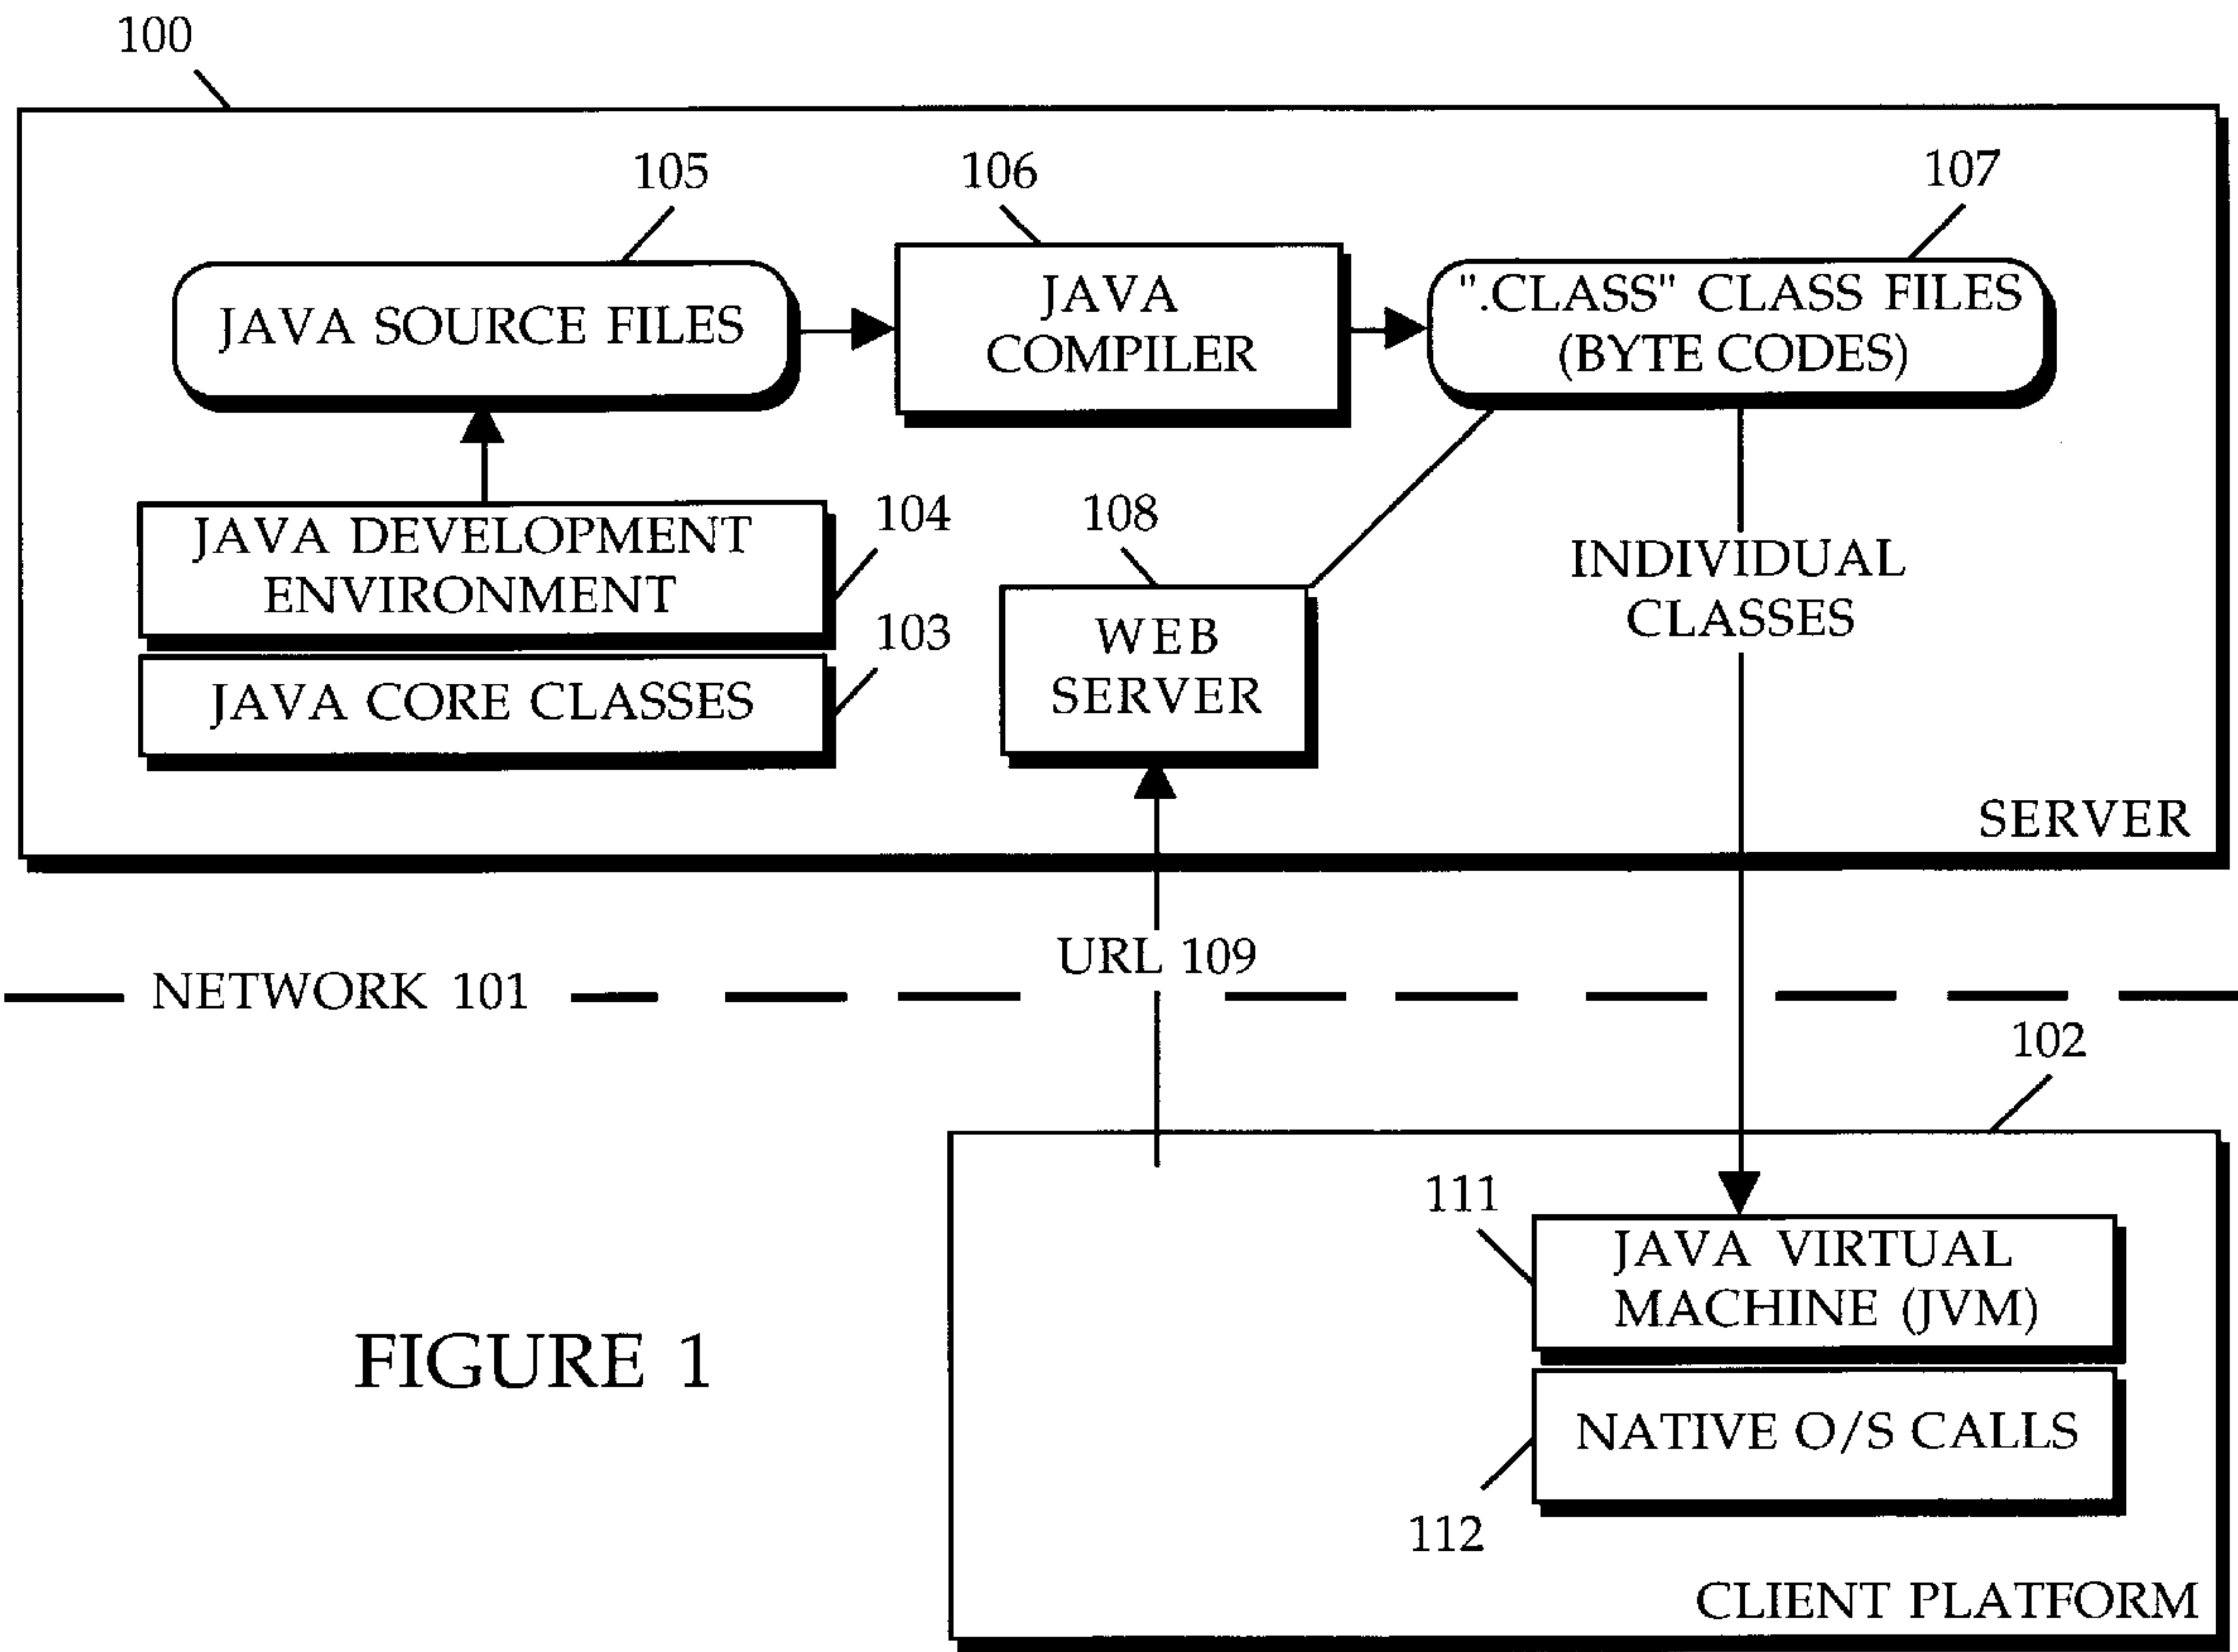 100
105
106
107
JAVA SOURCE FILES
JAVA
COMPILER
".CLASS" CLASS FILES
(BYTE CODES)
JAVA DEVELOPMENT
ENVIRONMENT
104
103
JAVA CORE CLASSES
108
WEB
SERVER
INDIVIDUAL
CLASSES
SERVER
URL 109
NETWORK 101
102
111
JAVA VIRTUAL
MACHINE (JVM)
NATIVE O/S CALLS
112
CLIENT PLATFORM
FIGURE 1